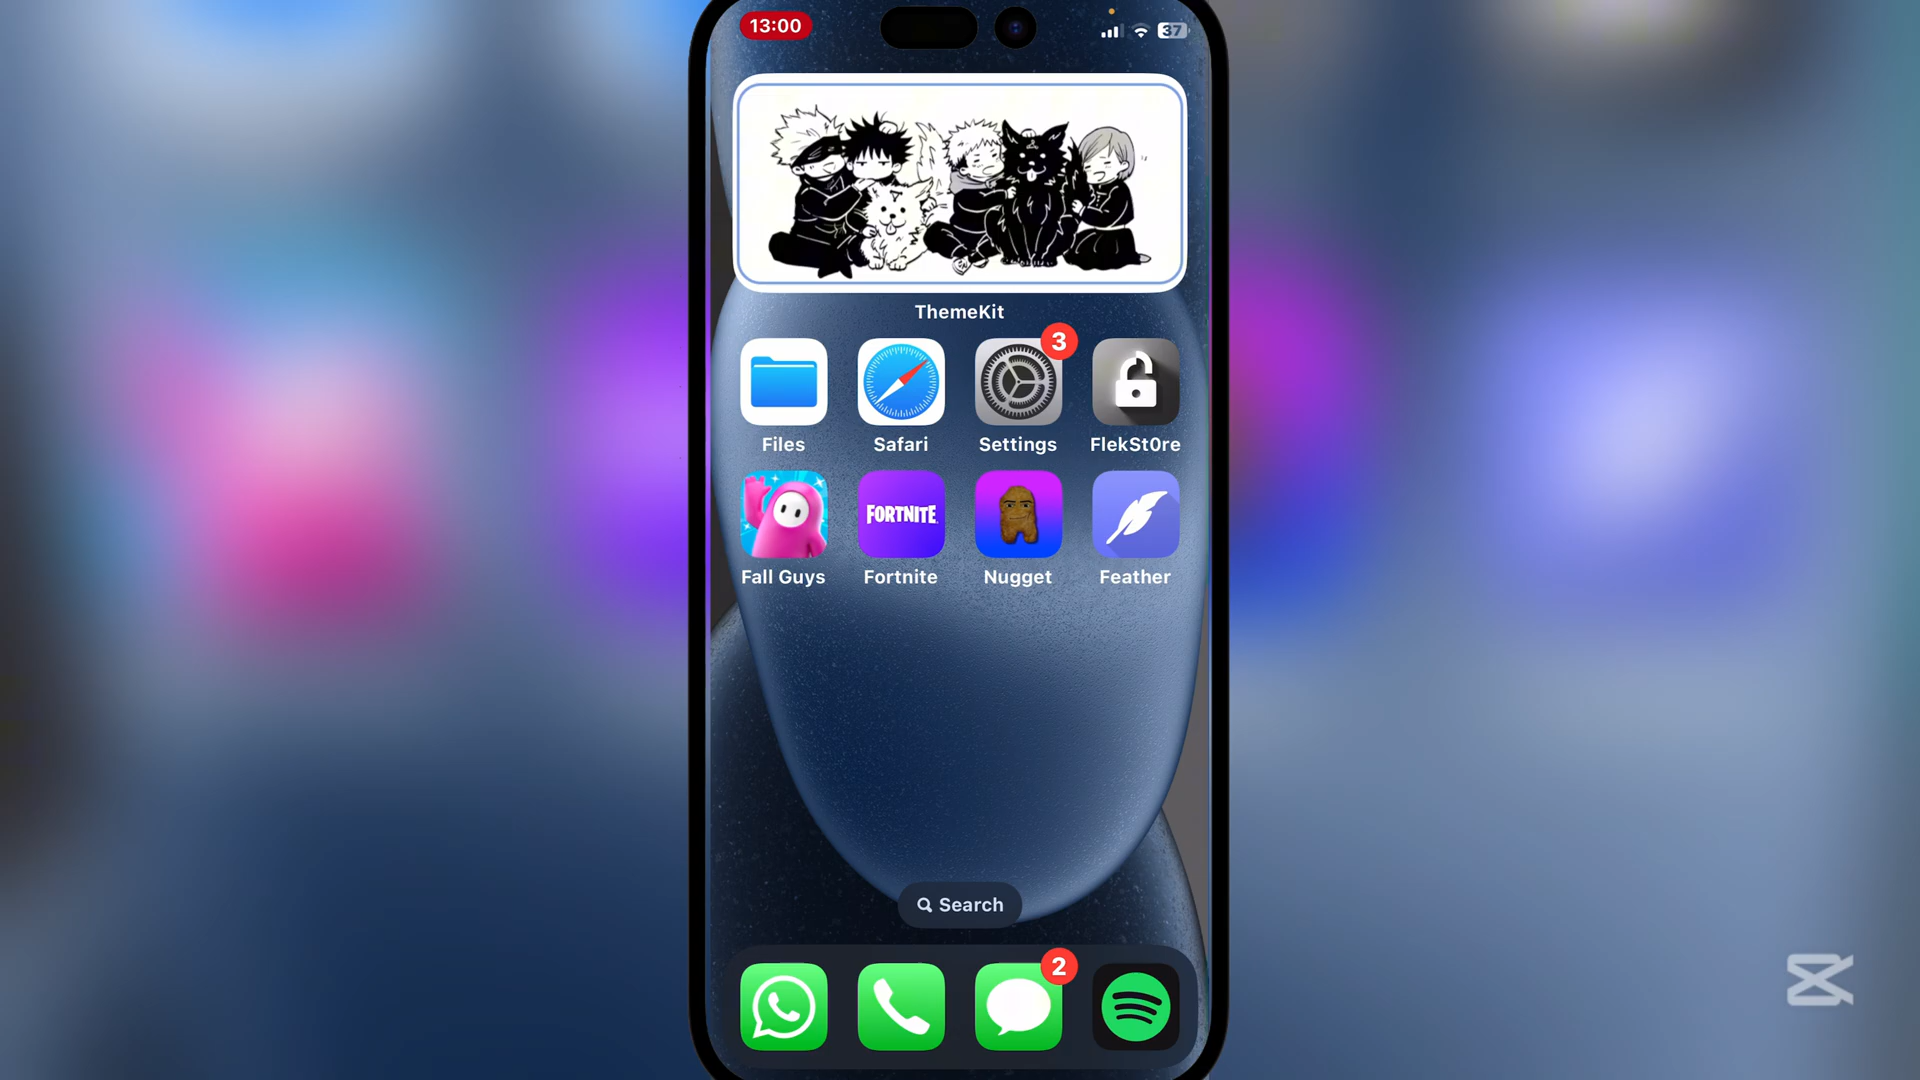 13:00
37
ThemeKit
3
Files
Safari
Settings
FlekSt0re
FORTNITE
Fall Guys
Fortnite
Nugget
Feather
Search
2